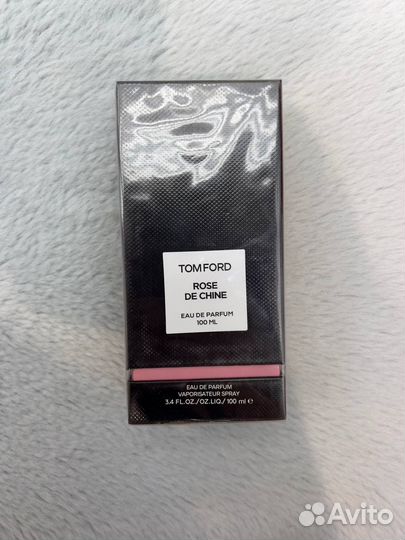 TOM FORD
ROSE
DE CHINE
EAU DE PARFUM
100 ML
EAU DE PARFUM
VAPORISATEUR SPRAY
3.4 FL.OZ./OZ.LIQ./100 ml ℮
Avito